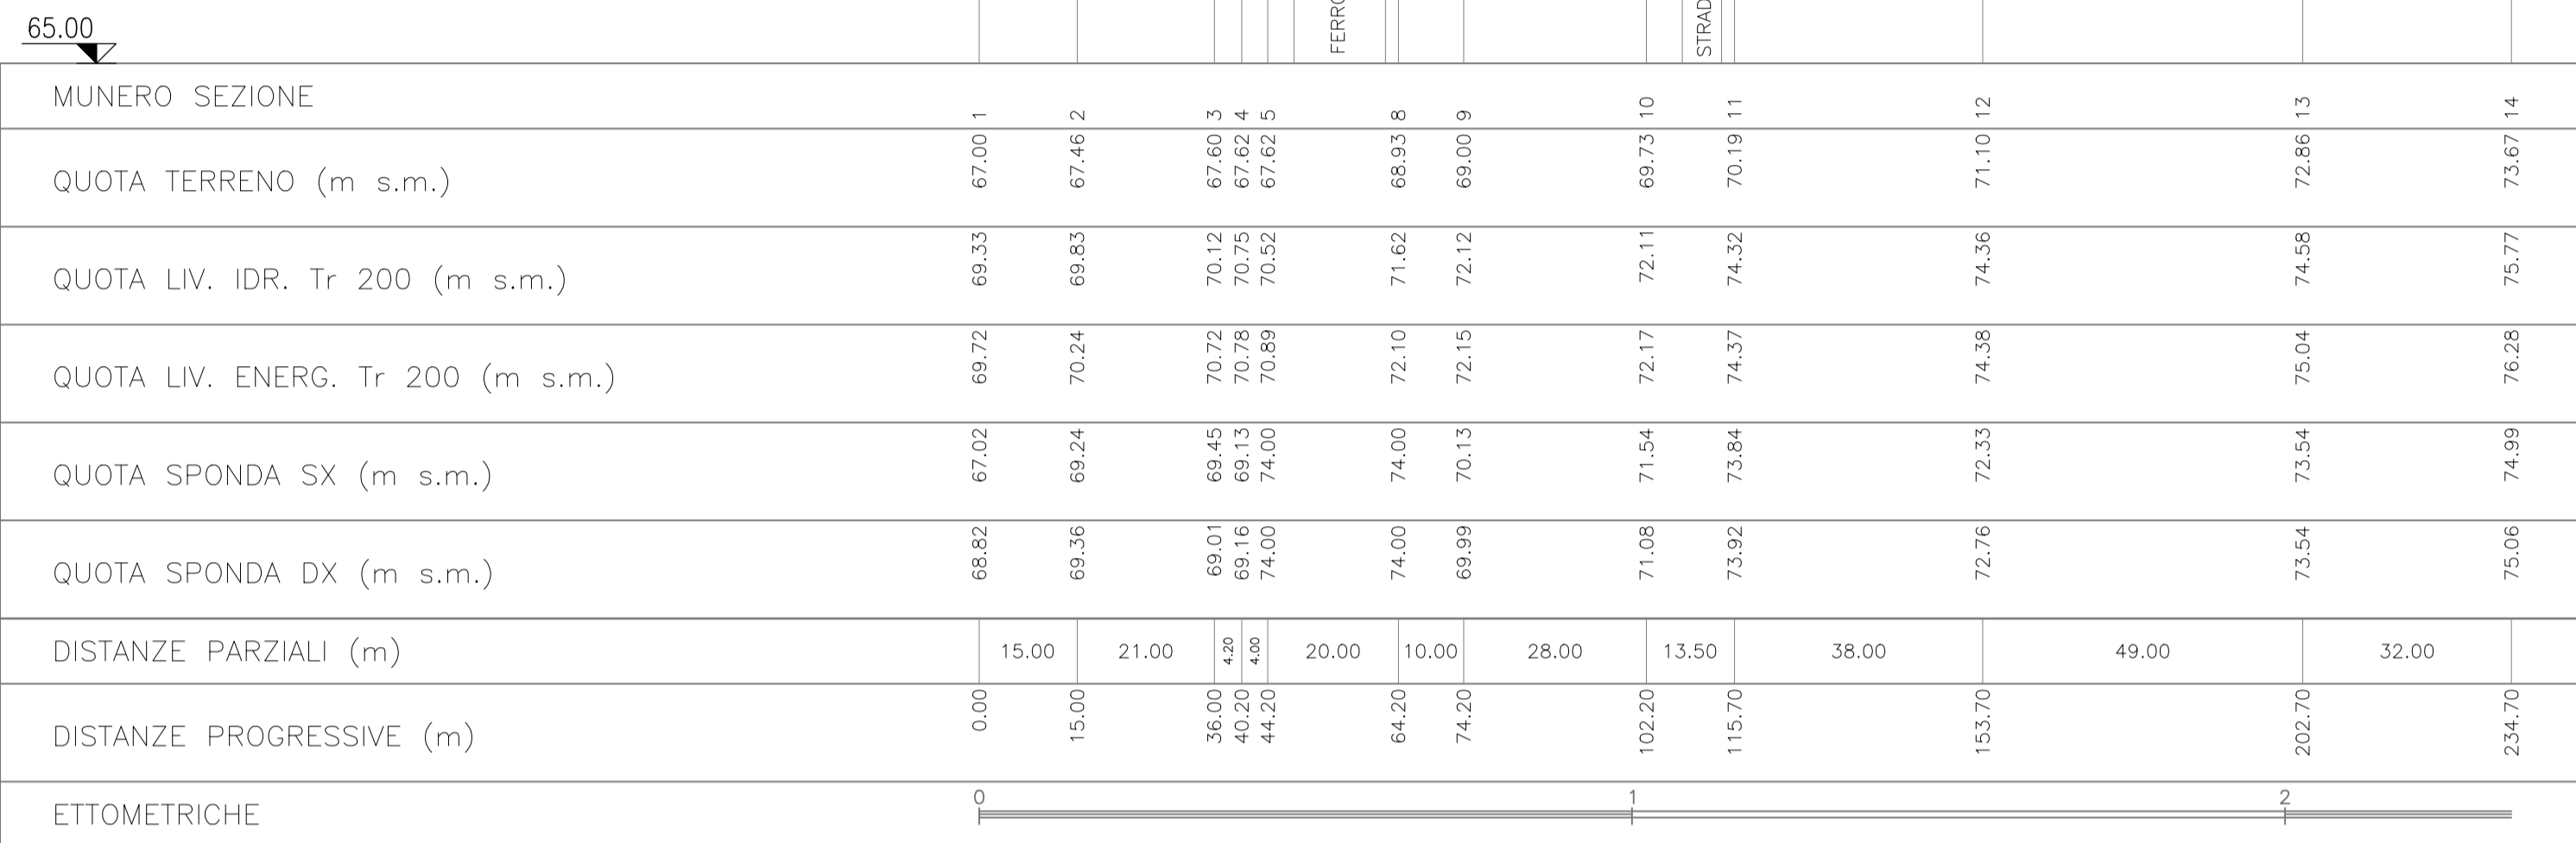 65.00
FERRO
STRAD
MUNERO SEZIONE 1 2 3 4 5 8 9 10 11 12 13 14
QUOTA TERRENO (m s.m.) 67.00 67.46 67.60 67.62 67.62 68.93 69.00 69.73 70.19 71.10 72.86 73.67
QUOTA LIV. IDR. Tr 200 (m s.m.) 69.33 69.83 70.12 70.75 70.52 71.62 72.12 72.11 74.32 74.36 74.58 75.77
QUOTA LIV. ENERG. Tr 200 (m s.m.) 69.72 70.24 70.72 70.78 70.89 72.10 72.15 72.17 74.37 74.38 75.04 76.28
QUOTA SPONDA SX (m s.m.) 67.02 69.24 69.45 69.13 74.00 74.00 70.13 71.54 73.84 72.33 73.54 74.99
QUOTA SPONDA DX (m s.m.) 68.82 69.36 69.01 69.16 74.00 74.00 69.99 71.08 73.92 72.76 73.54 75.06
DISTANZE PARZIALI (m) 15.00 21.00 4.20 4.00 20.00 10.00 28.00 13.50 38.00 49.00 32.00
DISTANZE PROGRESSIVE (m) 0.00 15.00 36.00 40.20 44.20 64.20 74.20 102.20 115.70 153.70 202.70 234.70
ETTOMETRICHE 0 1 2